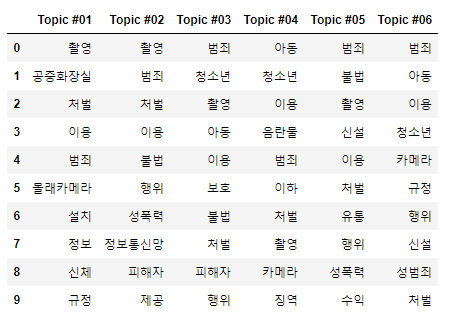 Topic #01 Topic #02 Topic #03 Topic #04 Topic #05 Topic #06
0 촬영 촬영 범죄 아동 범죄 범죄
1 공중화장실 범죄 청소년 청소년 불법 아동
2 처벌 처벌 촬영 이용 촬영 이용
3 이용 이용 아동 음란물 신설 청소년
4 범죄 불법 이용 범죄 이용 카메라
5 몰래카메라 행위 보호 이하 처벌 규정
6 설치 성폭력 불법 처벌 유통 행위
7 정보 정보통신망 처벌 촬영 행위 신설
8 신체 피해자 피해자 카메라 성폭력 성범죄
9 규정 제공 행위 징역 수익 처벌